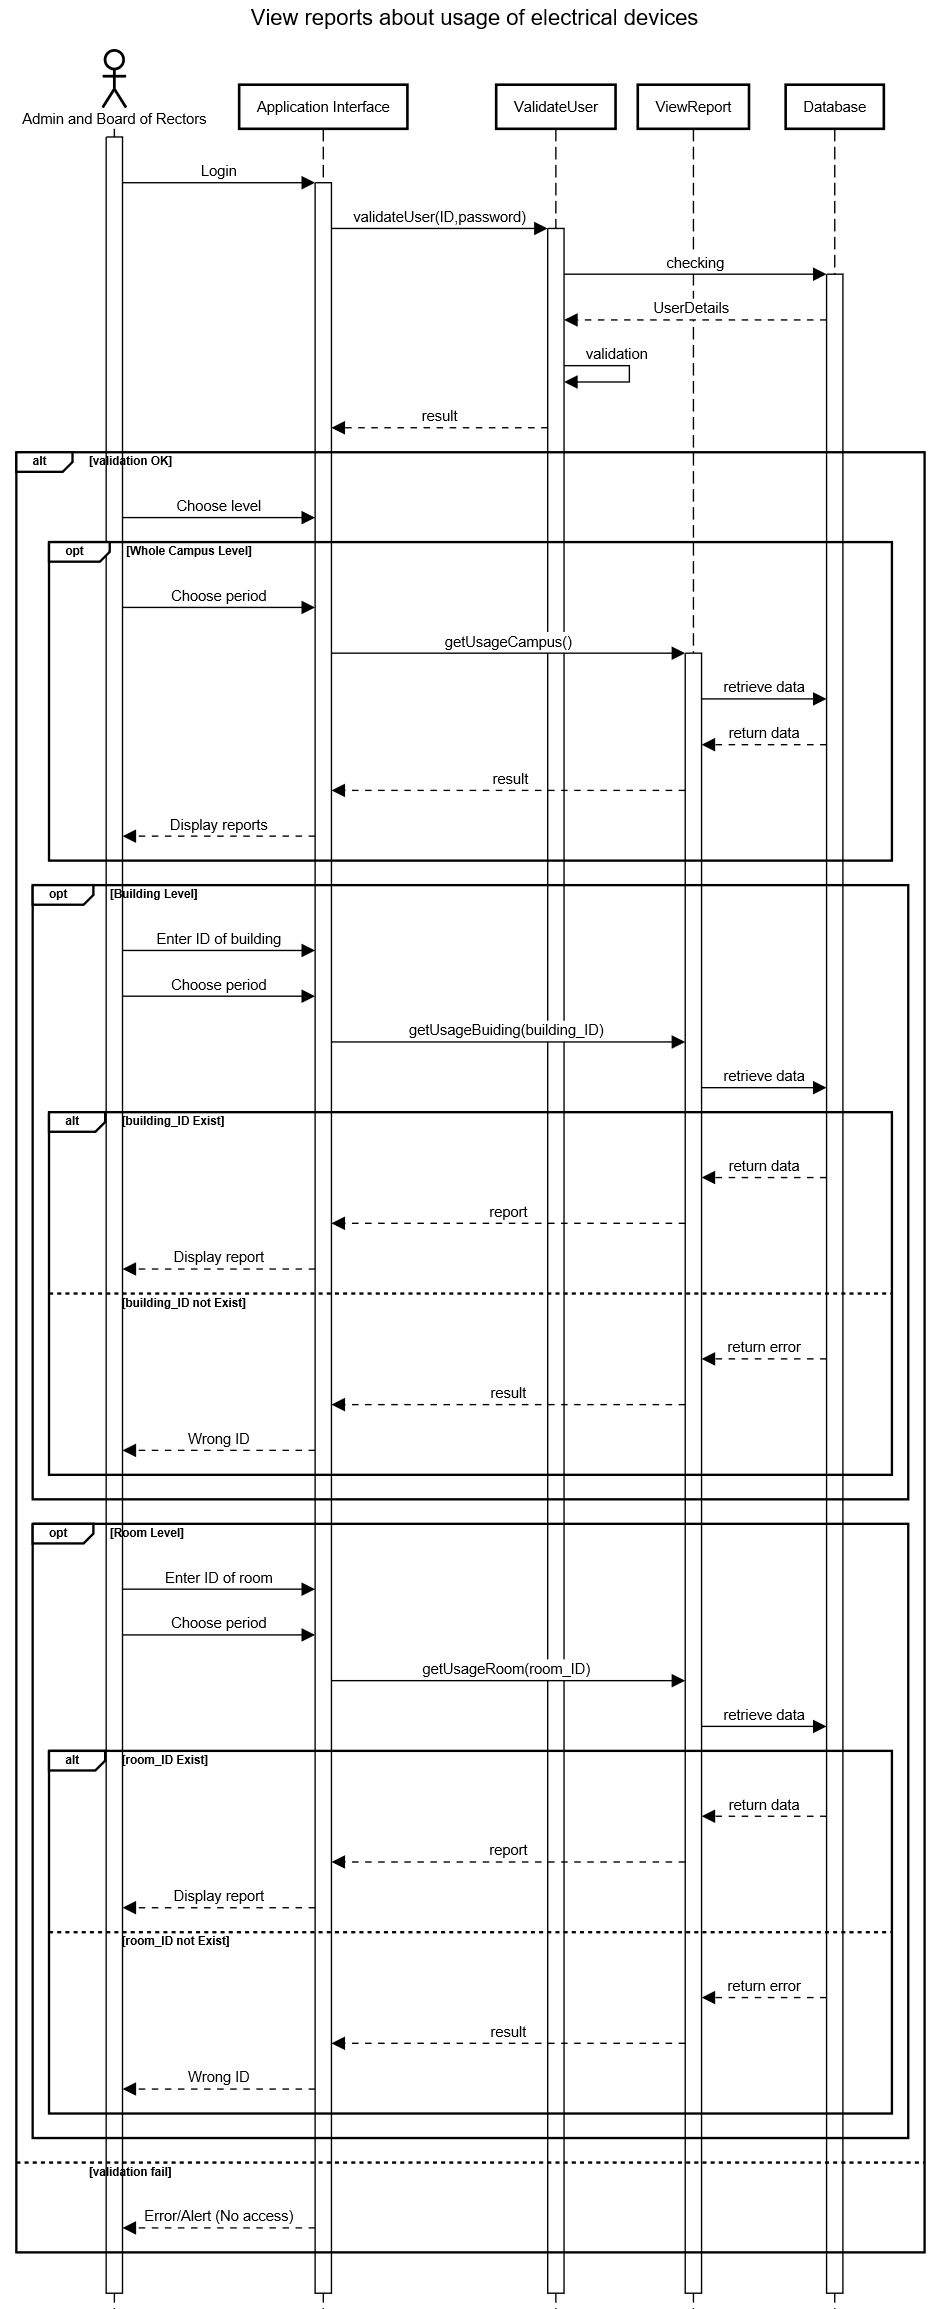 View reports about usage of electrical devices
Admin and Board of Rectors
Application Interface
ValidateUser
ViewReport
Database
Login
validateUser(ID,password)
checking
UserDetails
validation
result
alt [validation OK]
Choose level
opt [Whole Campus Level]
Choose period
getUsageCampus()
retrieve data
return data
result
Display reports
opt [Building Level]
Enter ID of building
Choose period
getUsageBuiding(building_ID)
retrieve data
alt [building_ID Exist]
return data
report
Display report
[building_ID not Exist]
return error
result
Wrong ID
opt [Room Level]
Enter ID of room
Choose period
getUsageRoom(room_ID)
retrieve data
alt [room_ID Exist]
return data
report
Display report
[room_ID not Exist]
return error
result
Wrong ID
[validation fail]
Error/Alert (No access)